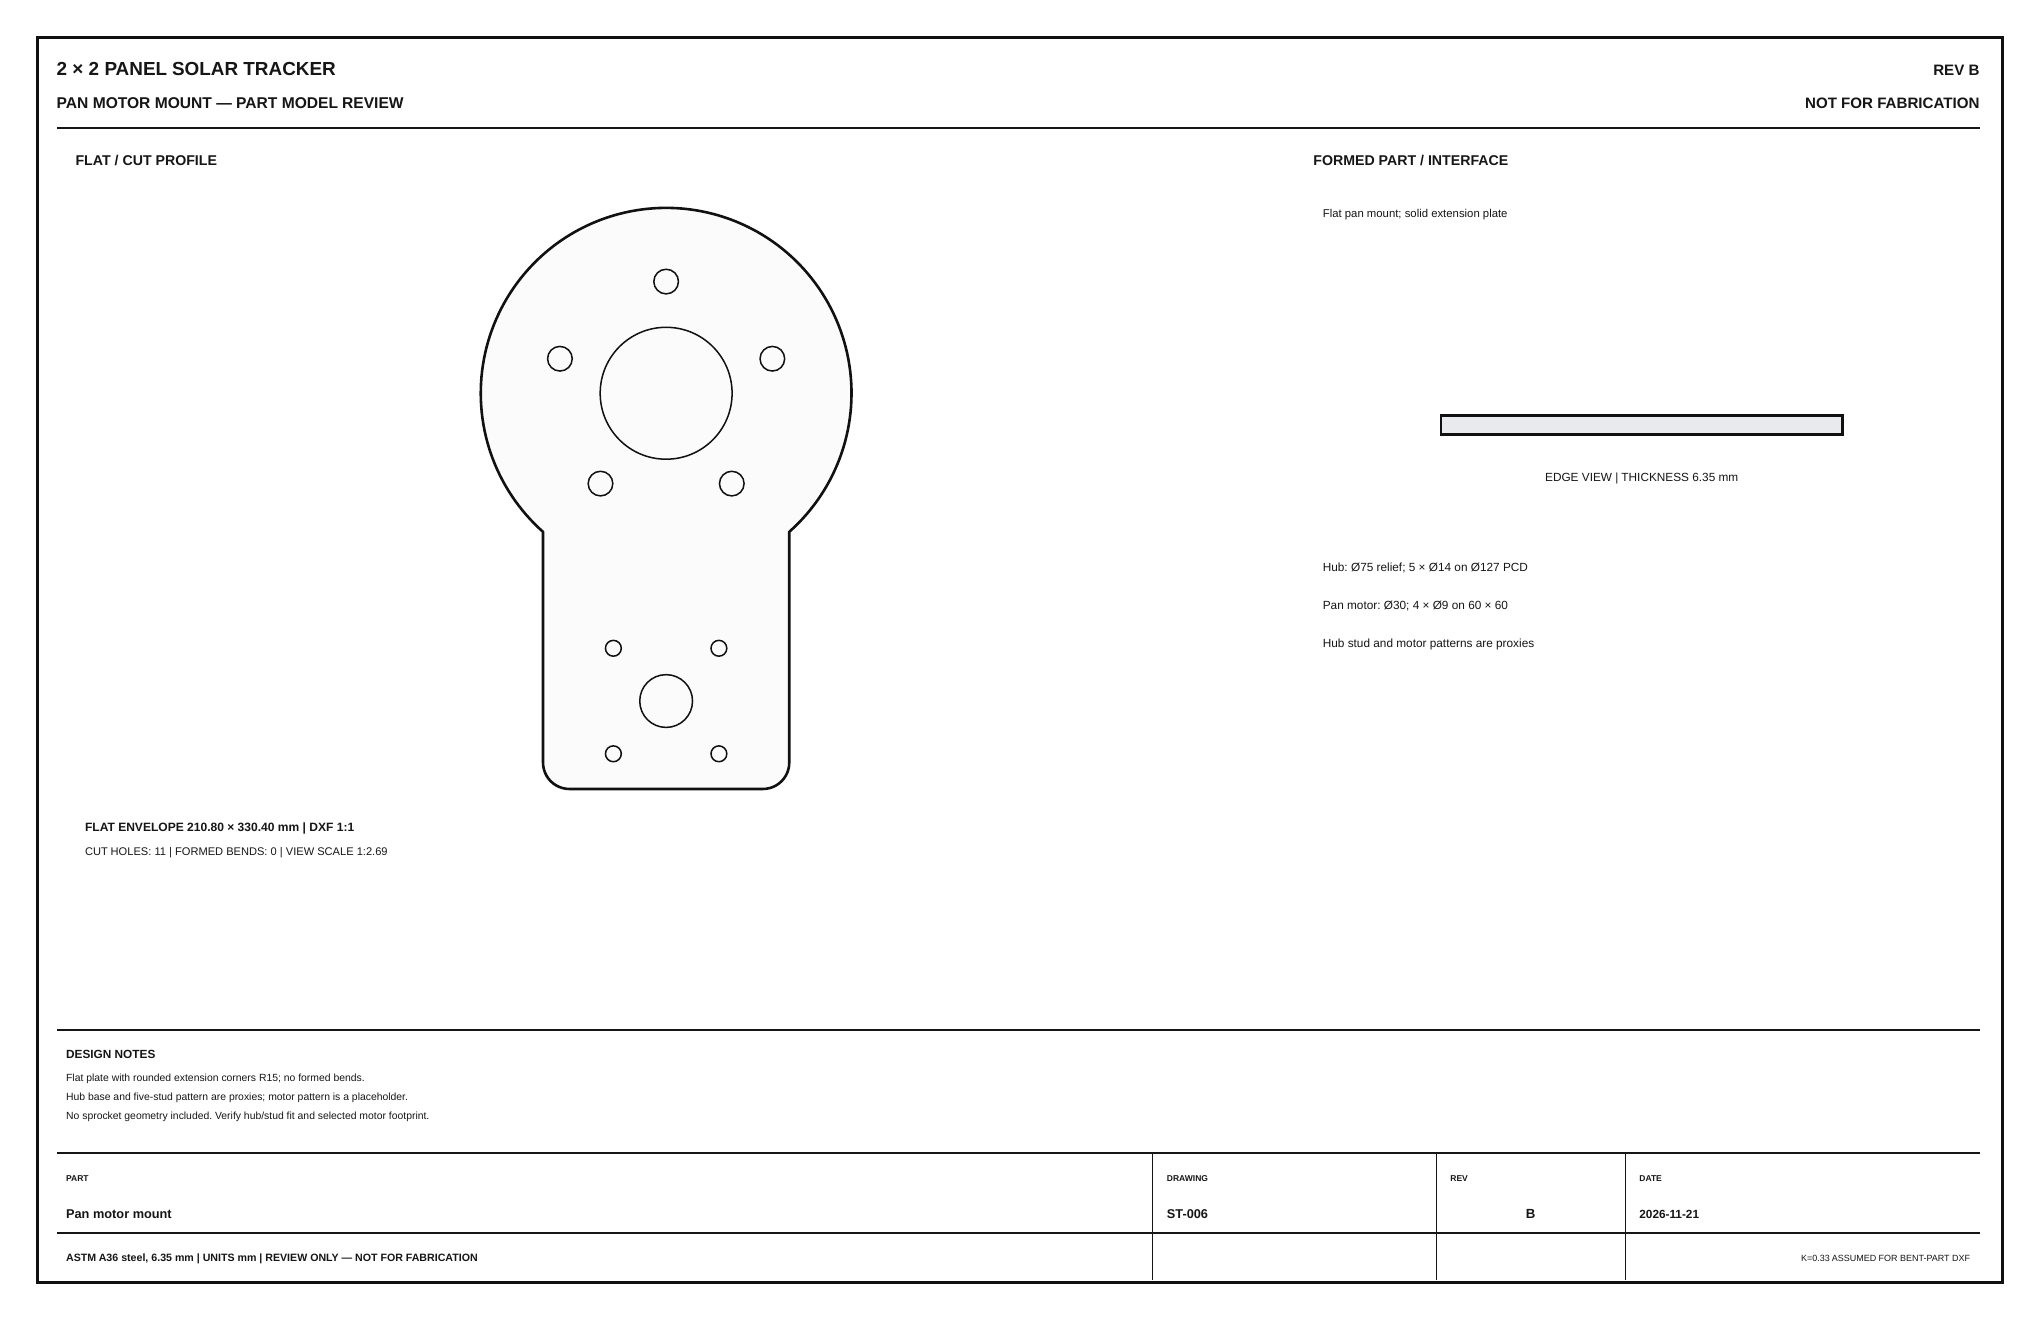 2 × 2 PANEL SOLAR TRACKER
REV B
PAN MOTOR MOUNT — PART MODEL REVIEW
NOT FOR FABRICATION
FLAT / CUT PROFILE
FORMED PART / INTERFACE
Flat pan mount; solid extension plate
EDGE VIEW | THICKNESS 6.35 mm
Hub: Ø75 relief; 5 × Ø14 on Ø127 PCD
Pan motor: Ø30; 4 × Ø9 on 60 × 60
Hub stud and motor patterns are proxies
FLAT ENVELOPE 210.80 × 330.40 mm | DXF 1:1
CUT HOLES: 11 | FORMED BENDS: 0 | VIEW SCALE 1:2.69
DESIGN NOTES
Flat plate with rounded extension corners R15; no formed bends.
Hub base and five-stud pattern are proxies; motor pattern is a placeholder.
No sprocket geometry included. Verify hub/stud fit and selected motor footprint.
PART
Pan motor mount
DRAWING
ST-006
REV
B
DATE
2026-11-21
ASTM A36 steel, 6.35 mm | UNITS mm | REVIEW ONLY — NOT FOR FABRICATION
K=0.33 ASSUMED FOR BENT-PART DXF